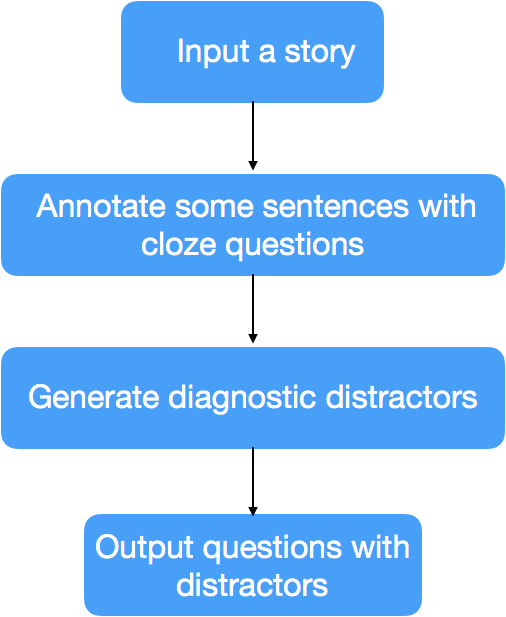 Input a story
Annotate some sentences with
cloze questions
Generate diagnostic distractors
Output questions with
distractors